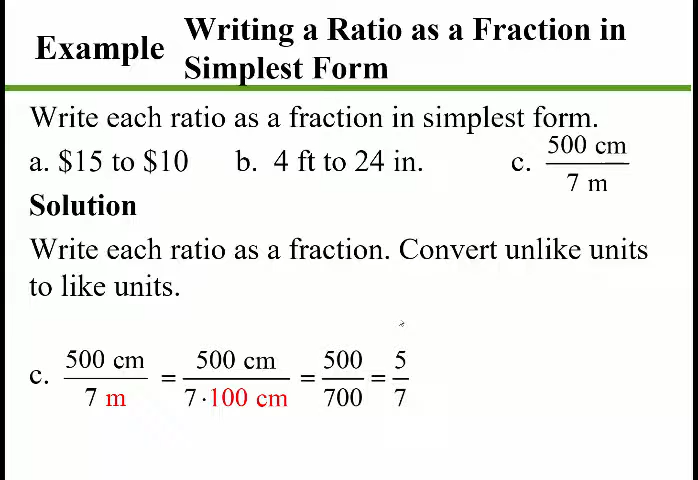 Example Writing a Ratio as a Fraction in
Simplest Form
Write each ratio as a fraction in simplest form.
a. $15 to $10 b. 4 ft to 24 in. c. 500 cm / 7 m
Solution
Write each ratio as a fraction. Convert unlike units
to like units.
c. 500 cm / 7 m = 500 cm / 7 · 100 cm = 500 / 700 = 5 / 7